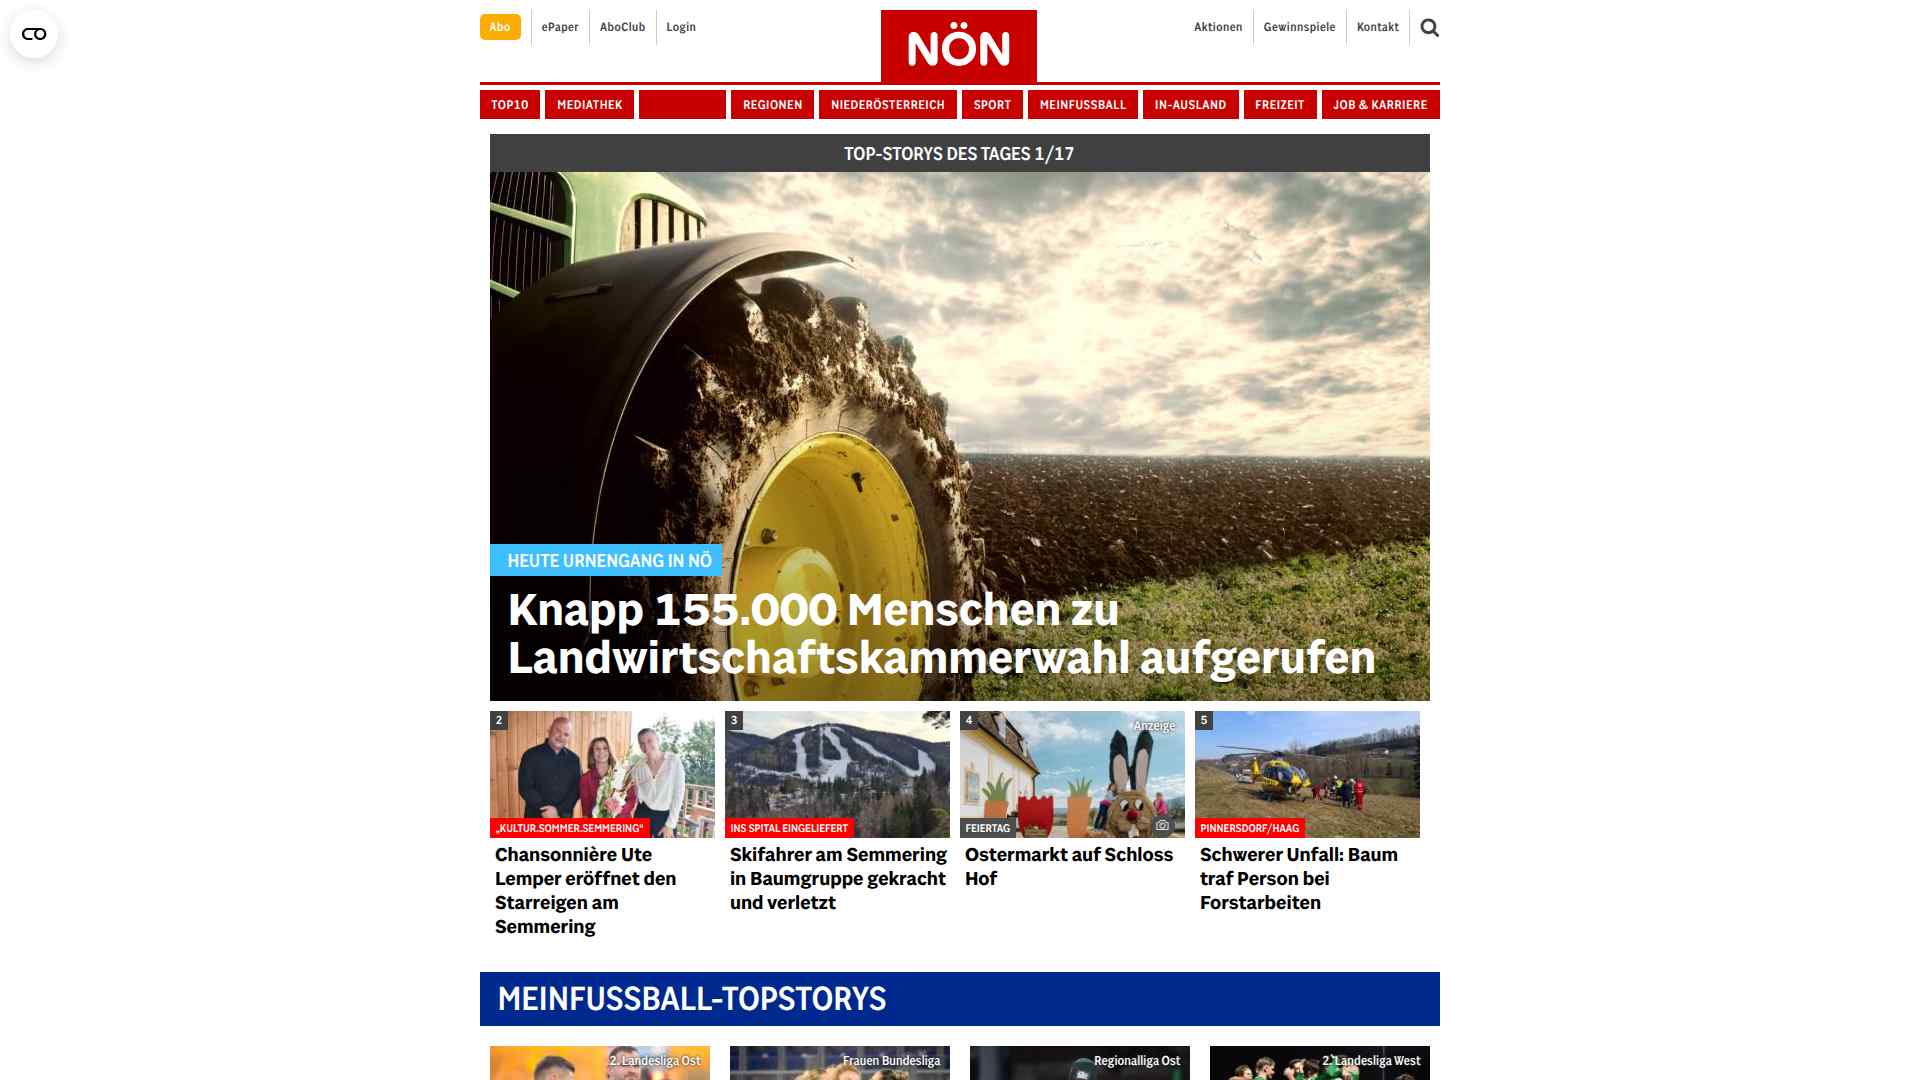 Abo
ePaper
AboClub
Login
NÖN
Aktionen
Gewinnspiele
Kontakt
TOP10
MEDIATHEK
REGIONEN
NIEDERÖSTERREICH
SPORT
MEINFUSSBALL
IN-AUSLAND
FREIZEIT
JOB & KARRIERE
TOP-STORYS DES TAGES 1/17
HEUTE URNENGANG IN NÖ
Knapp 155.000 Menschen zu
Landwirtschaftskammerwahl aufgerufen
2
„KULTUR.SOMMER.SEMMERING“
Chansonnière Ute
Lemper eröffnet den
Starreigen am
Semmering
3
INS SPITAL EINGELIEFERT
Skifahrer am Semmering
in Baumgruppe gekracht
und verletzt
4
Anzeige
FEIERTAG
Ostermarkt auf Schloss
Hof
5
PINNERSDORF/HAAG
Schwerer Unfall: Baum
traf Person bei
Forstarbeiten
MEINFUSSBALL-TOPSTORYS
2. Landesliga Ost
Frauen Bundesliga
Regionalliga Ost
2. Landesliga West